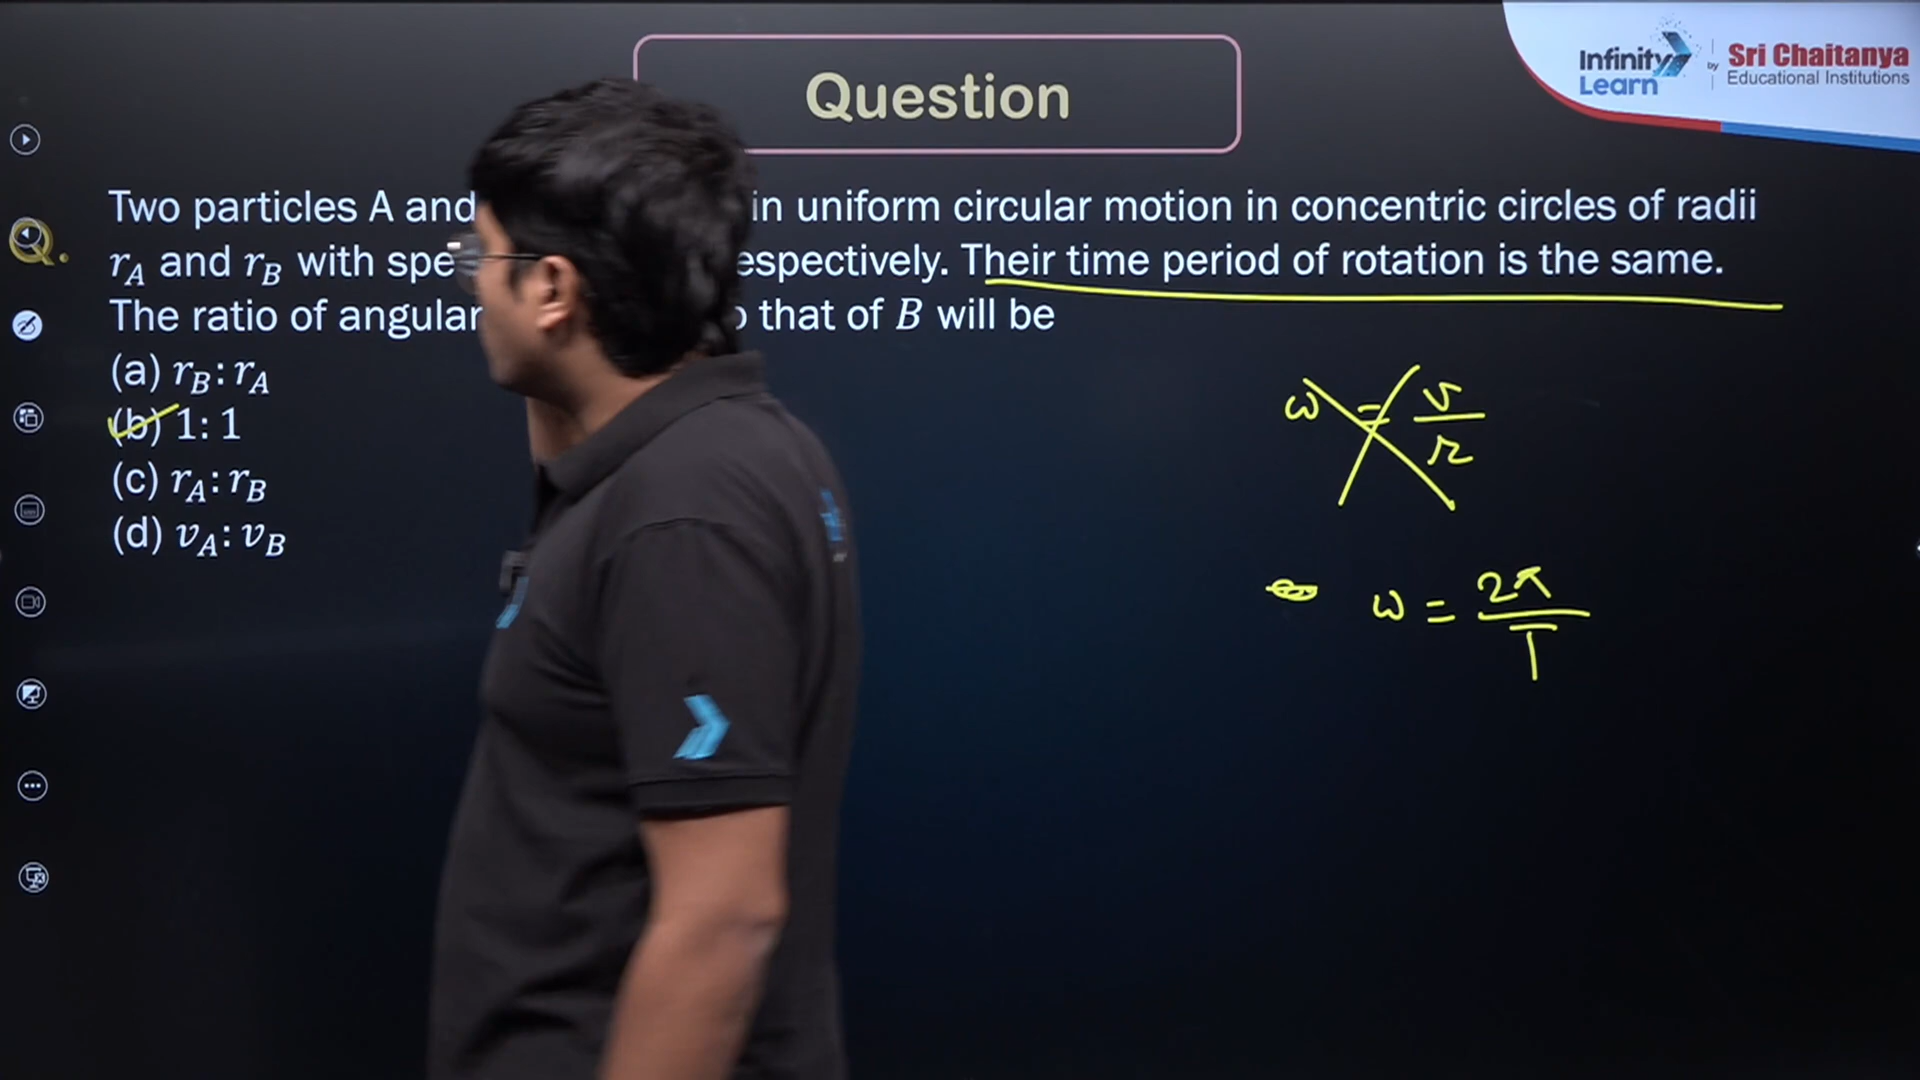 Question
Infinity Learn by Sri Chaitanya Educational Institutions
Two particles A and in uniform circular motion in concentric circles of radii
Q.
r_A and r_B with spe espectively. Their time period of rotation is the same.
The ratio of angular o that of B will be
(a) r_B: r_A
(b) 1: 1
(c) r_A: r_B
(d) v_A: v_B
ω = v/r
ω = 2π/T